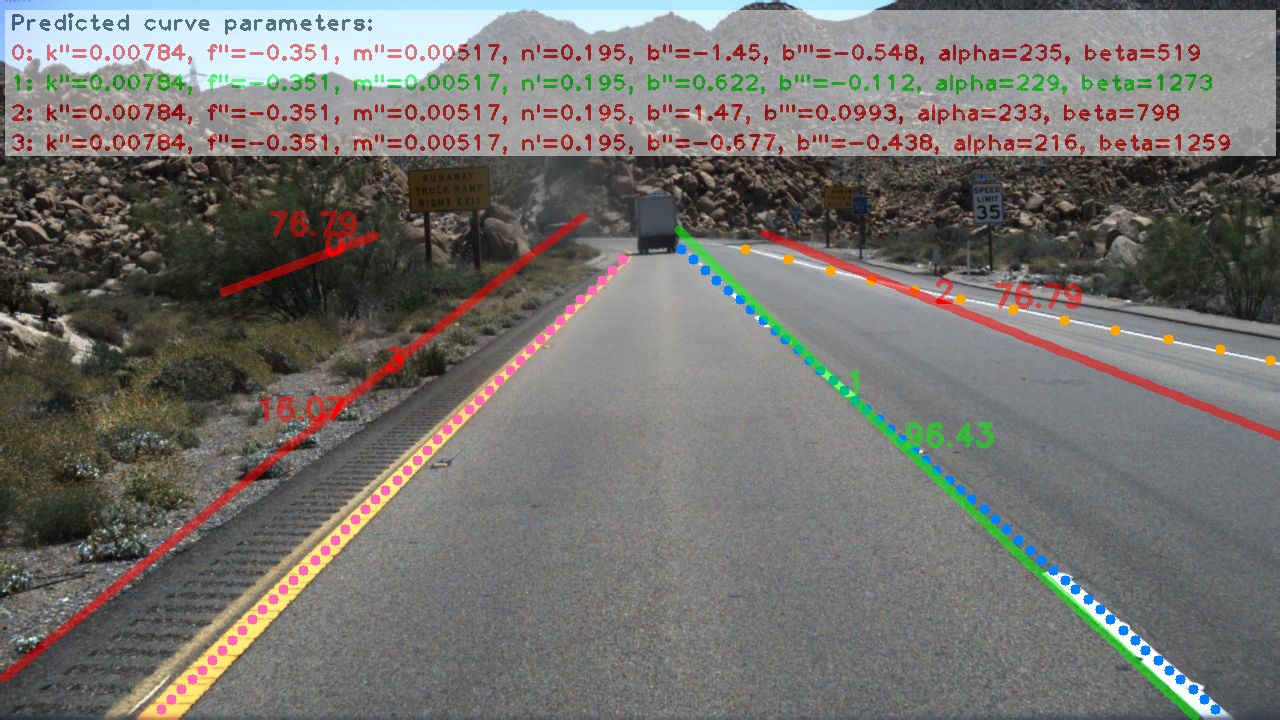 Predicted curve parameters:
0: k''=0.00784, f''=-0.351, m''=0.00517, n'=0.195, b''=-1.45, b'''=-0.548, alpha=235, beta=519
1: k''=0.00784, f''=-0.351, m''=0.00517, n'=0.195, b''=0.622, b'''=-0.112, alpha=229, beta=1273
2: k''=0.00784, f''=-0.351, m''=0.00517, n'=0.195, b''=1.47, b'''=0.0993, alpha=233, beta=798
3: k''=0.00784, f''=-0.351, m''=0.00517, n'=0.195, b''=-0.677, b'''=-0.438, alpha=216, beta=1259
RUNAWAY
TRUCK RAMP
RIGHT EXIT
SPEED
LIMIT
35
76.79
0
2
76.79
3
1
16.07
96.43